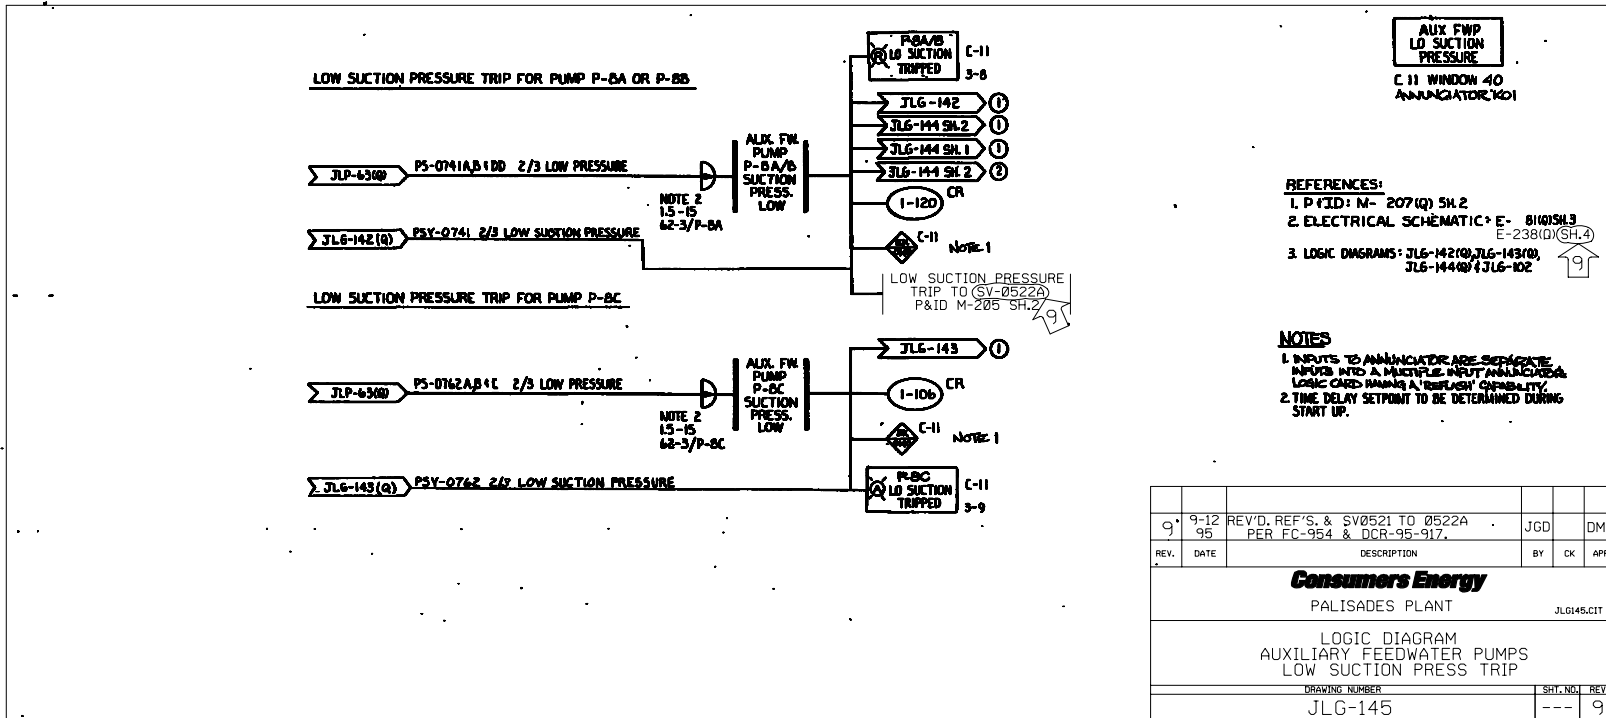 LOW SUCTION PRESSURE TRIP FOR PUMP P-8A OR P-8B
P-8A/B
LO SUCTION
TRIPPED
R
C-11
3-8
AUX FWP
LO SUCTION
PRESSURE
C 11 WINDOW 40
ANNUNCIATOR K01
JLG-142
1
JLG-144 SH.2
1
JLG-144 SH.1
1
JLG-144 SH.2
2
1-120
CR
C-11
NOTE 1
LOW SUCTION PRESSURE
TRIP TO SV-0522A
P&ID M-205 SH.2
9
JLP-63(Q)
PS-0741A,B & DD 2/3 LOW PRESSURE
NOTE 2
1.5-15
62-3/P-8A
AUX. FW.
PUMP
P-8A/B
SUCTION
PRESS.
LOW
JLG-142(Q)
PSY-0741 2/3 LOW SUCTION PRESSURE
LOW SUCTION PRESSURE TRIP FOR PUMP P-8C
JLG-143
1
JLP-63(Q)
PS-0762A,B & C 2/3 LOW PRESSURE
NOTE 2
1.5-15
62-3/P-8C
AUX. FW.
PUMP
P-8C
SUCTION
PRESS.
LOW
1-106
CR
C-11
NOTE 1
JLG-143(Q)
PSY-0762 2/3 LOW SUCTION PRESSURE
A
P-8C
LO SUCTION
TRIPPED
C-11
3-9
REFERENCES:
1. P&ID: M- 207(Q) SH.2
2. ELECTRICAL SCHEMATIC: E- 81(Q)SH.3
E-238(Q) SH.4
3. LOGIC DIAGRAMS: JLG-142(Q),JLG-143(Q),
JLG-144(Q) & JLG-102
9
NOTES
1. INPUTS TO ANNUNCIATOR ARE SEPARATE
INPUTS INTO A MULTIPLE INPUT ANNUNCIATOR
LOGIC CARD HAVING A "REFLASH" CAPABILITY.
2. TIME DELAY SETPOINT TO BE DETERMINED DURING
START UP.
9 9-12 95 REV'D. REF'S. & SV0521 TO 0522A JGD DM
PER FC-954 & DCR-95-917.
REV. DATE DESCRIPTION BY CK APP
Consumers Energy
PALISADES PLANT
JLG145.CIT
LOGIC DIAGRAM
AUXILIARY FEEDWATER PUMPS
LOW SUCTION PRESS TRIP
DRAWING NUMBER SHT. NO. REV
JLG-145 --- 9